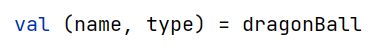 val (name, type) = dragonBall